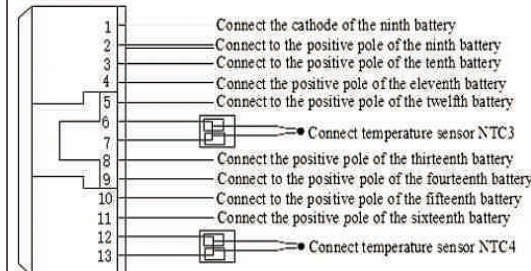 1 Connect the cathode of the ninth battery
2 Connect to the positive pole of the ninth battery
3 Connect to the positive pole of the tenth battery
4 Connect the positive pole of the eleventh battery
5 Connect to the positive pole of the twelfth battery
6
Connect temperature sensor NTC3
7
8 Connect the positive pole of the thirteenth battery
9 Connect to the positive pole of the fourteenth battery
10 Connect to the positive pole of the fifteenth battery
11 Connect the positive pole of the sixteenth battery
12
Connect temperature sensor NTC4
13